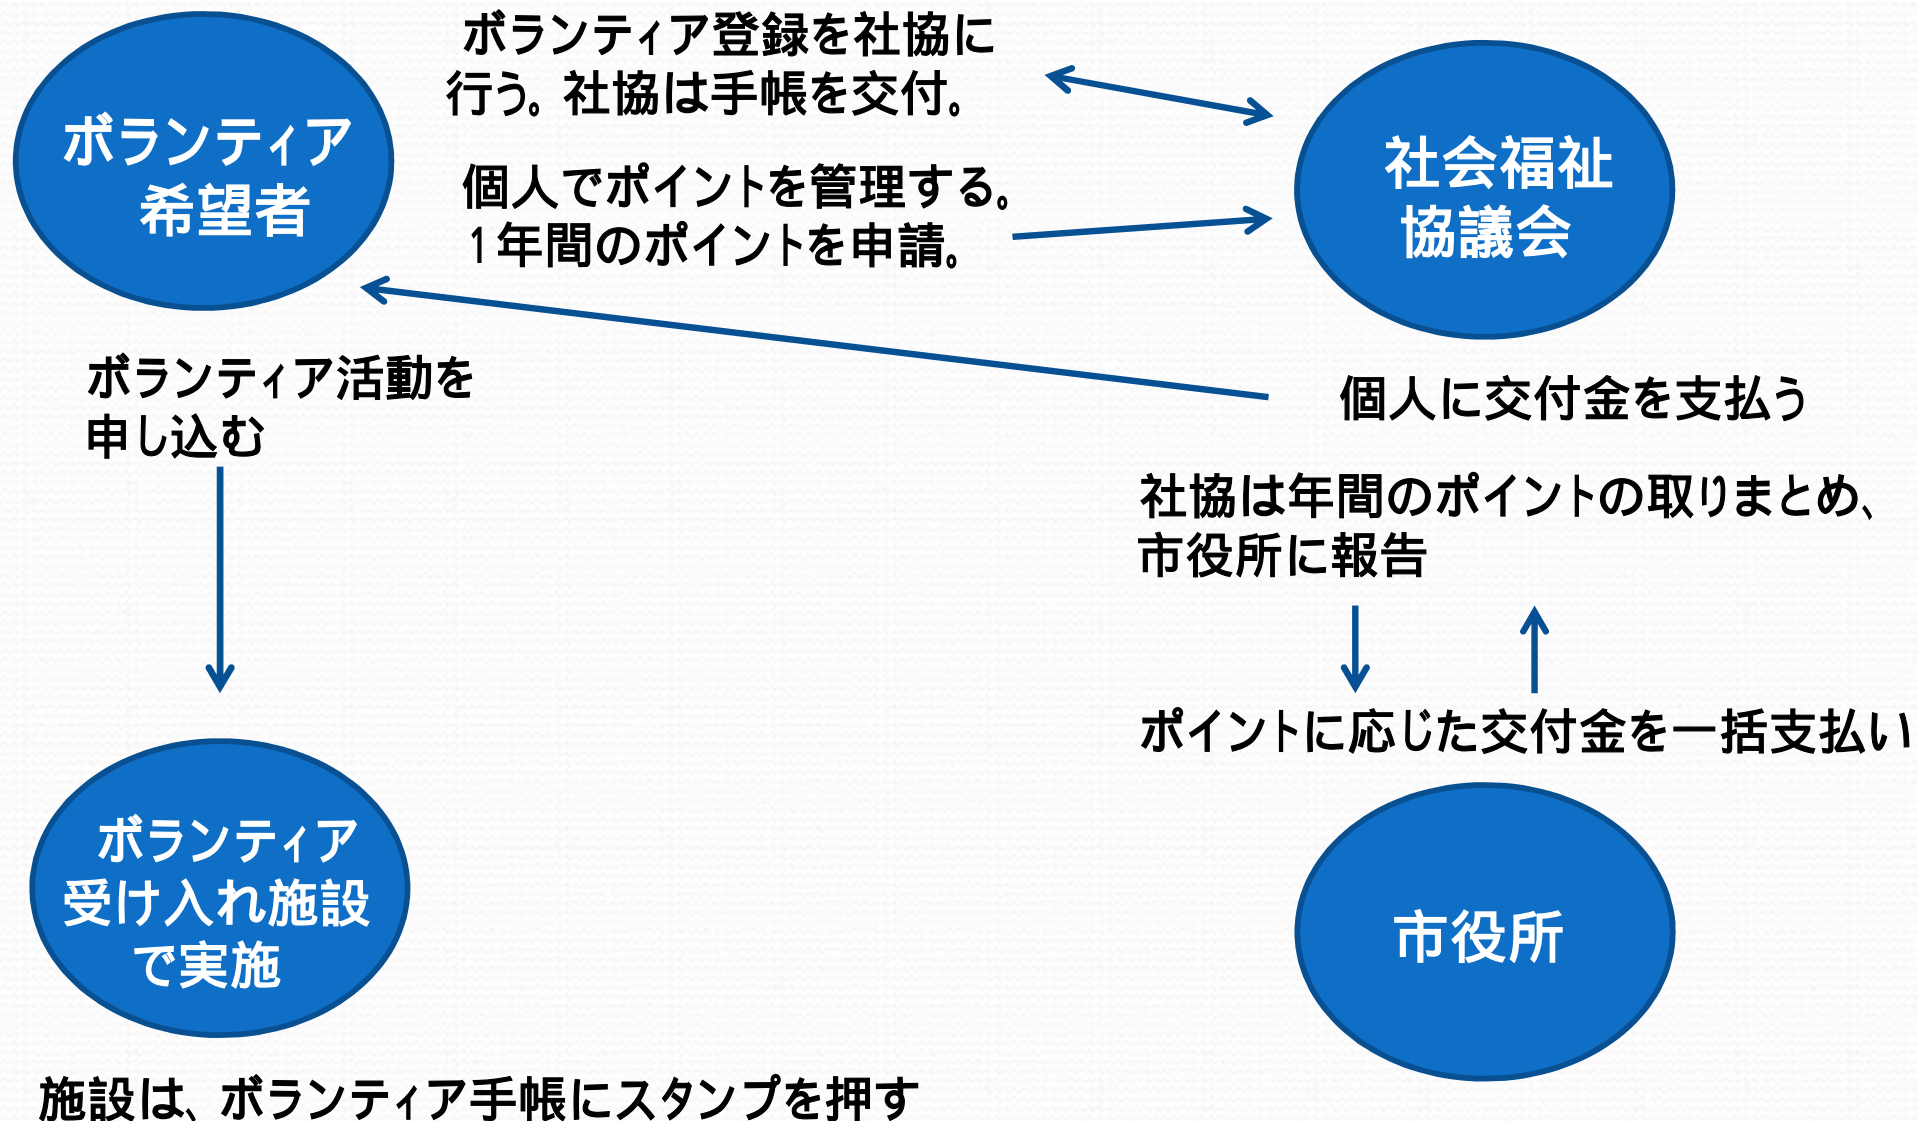 ボランティア
希望者
ボランティア登録を社協に
行う。社協は手帳を交付。
個人でポイントを管理する。
1年間のポイントを申請。
社会福祉
協議会
個人に交付金を支払う
ボランティア活動を
申し込む
社協は年間のポイントの取りまとめ、
市役所に報告
ポイントに応じた交付金を一括支払い
ボランティア
受け入れ施設
で実施
市役所
施設は、ボランティア手帳にスタンプを押す